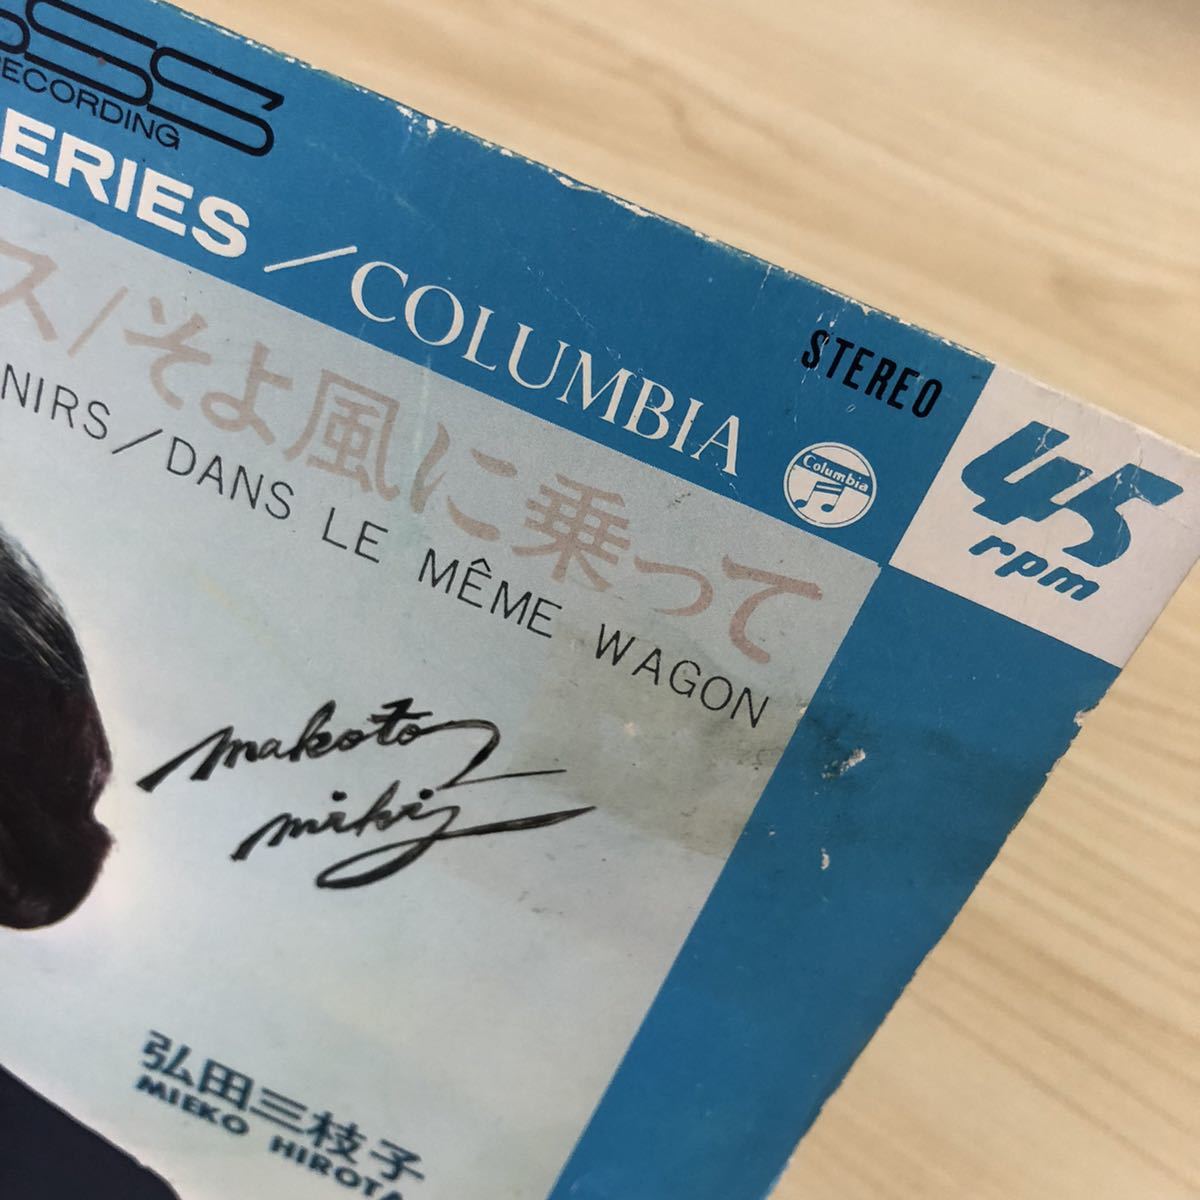 SS
RECORDING
ERIES / COLUMBIA
STEREO
45
rpm
Columbia
ス/そよ風に乗って
NIRS/DANS LE MÊME WAGON
makoto
miki
弘田三枝子
MIEKO HIROTA